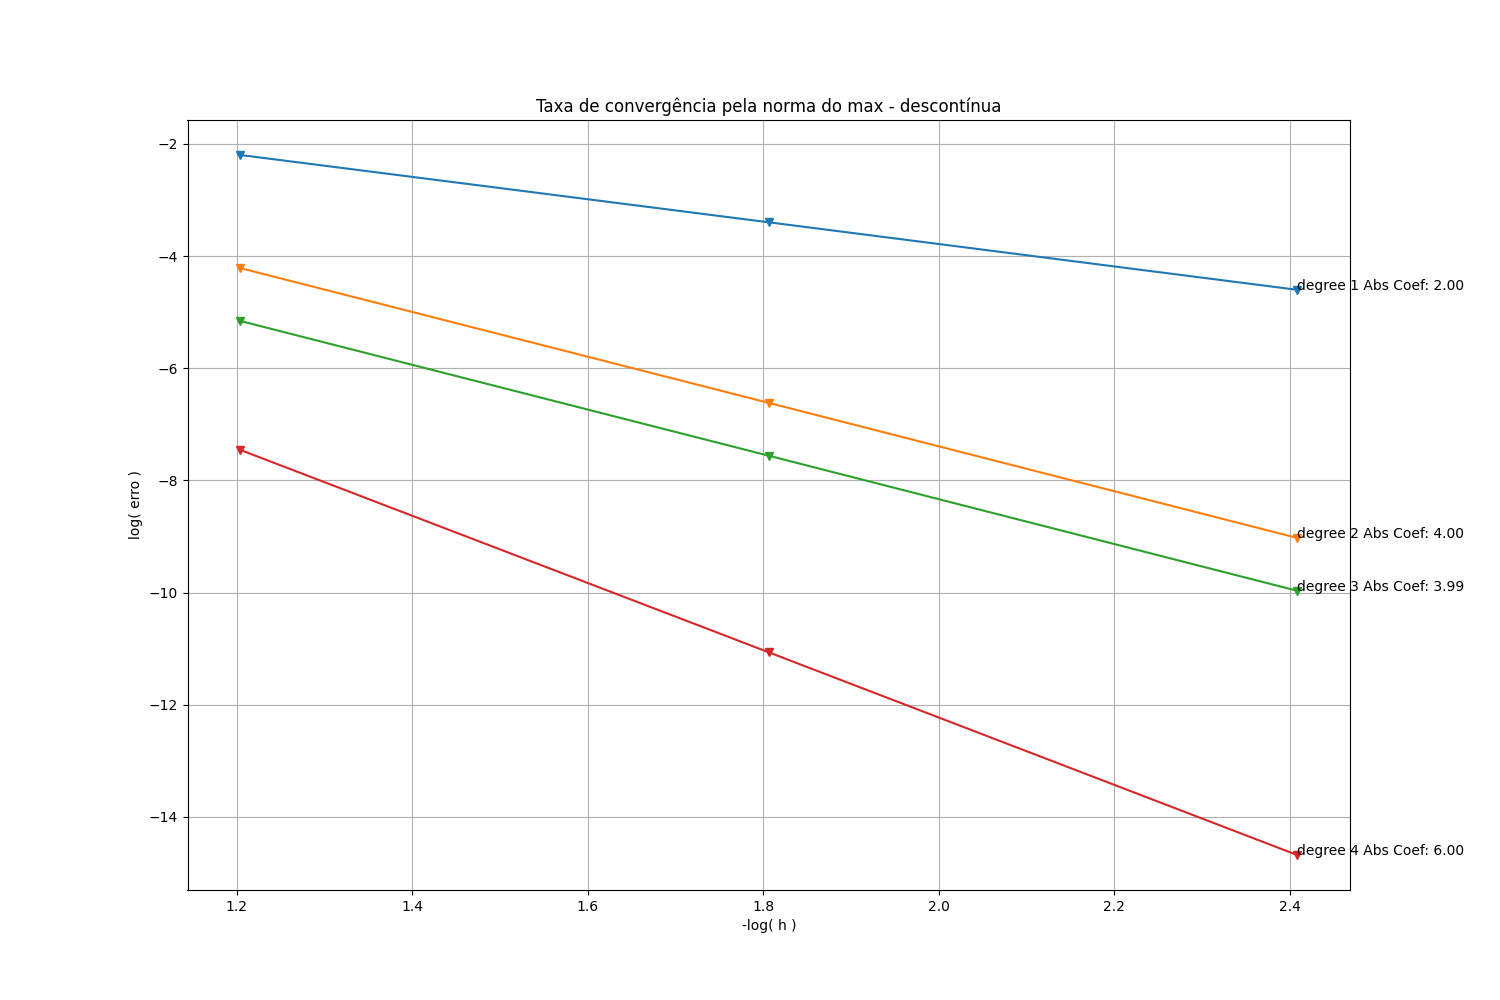 Taxa de convergência pela norma do max - descontínua
−2
−4
−6
−8
−10
−12
−14
log( erro )
degree 1 Abs Coef: 2.00
degree 2 Abs Coef: 4.00
degree 3 Abs Coef: 3.99
degree 4 Abs Coef: 6.00
1.2 1.4 1.6 1.8 2.0 2.2 2.4
-log( h )